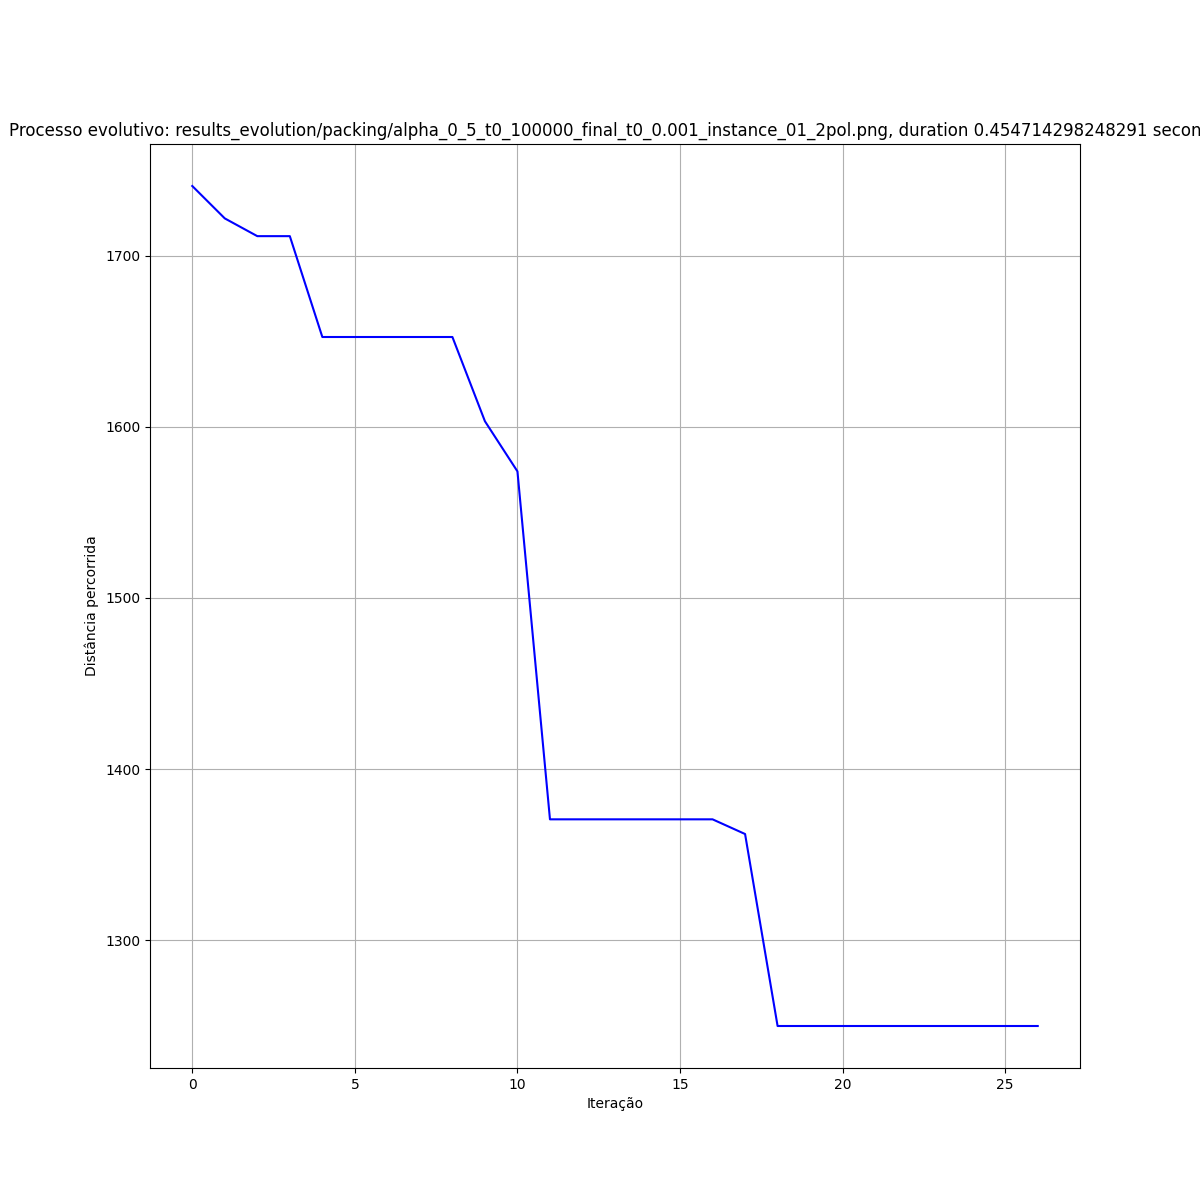 Processo evolutivo: results_evolution/packing/alpha_0_5_t0_100000_final_t0_0.001_instance_01_2pol.png, duration 0.454714298248291 secon
1700
1600
1500
1400
1300
Distância percorrida
0 5 10 15 20 25
Iteração